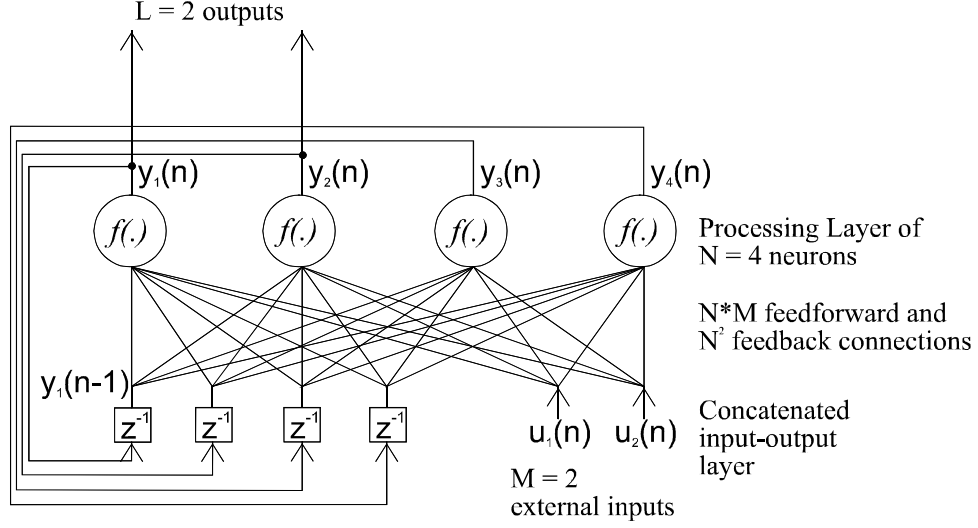 L = 2 outputs
y₁(n) y₂(n) y₃(n) y₄(n)
f(.) f(.) f(.) f(.)
Processing Layer of
N = 4 neurons
N*M feedforward and
N² feedback connections
y₁(n-1)
z⁻¹ z⁻¹ z⁻¹ z⁻¹
u₁(n) u₂(n)
Concatenated
input-output
layer
M = 2
external inputs